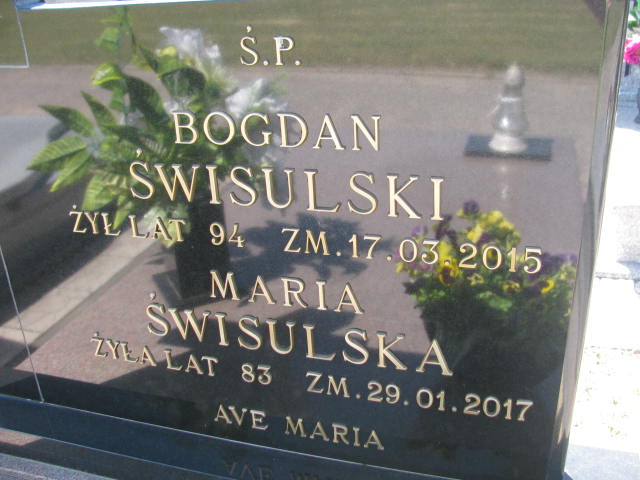 Ś.P.
BOGDAN
ŚWISULSKI
ŻYŁ LAT 94 ZM. 17.03.2015
MARIA
ŚWISULSKA
ŻYŁA LAT 83 ZM. 29.01.2017
AVE MARIA